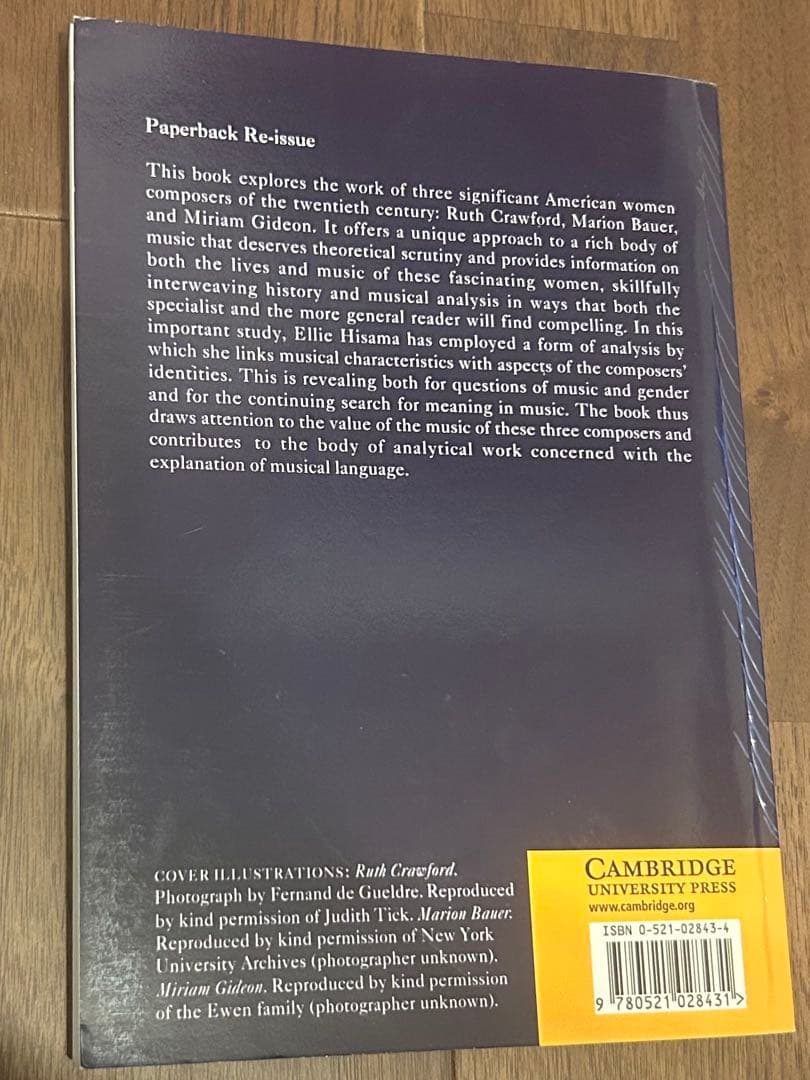 Paperback Re-issue
This book explores the work of three significant American women
composers of the twentieth century: Ruth Crawford, Marion Bauer,
and Miriam Gideon. It offers a unique approach to a rich body of
music that deserves theoretical scrutiny and provides information on
both the lives and music of these fascinating women, skillfully
interweaving history and musical analysis in ways that both the
specialist and the more general reader will find compelling. In this
important study, Ellie Hisama has employed a form of analysis by
which she links musical characteristics with aspects of the composers'
identities. This is revealing both for questions of music and gender
and for the continuing search for meaning in music. The book thus
draws attention to the value of the music of these three composers and
contributes to the body of analytical work concerned with the
explanation of musical language.
COVER ILLUSTRATIONS: Ruth Crawford.
Photograph by Fernand de Gueldre. Reproduced
by kind permission of Judith Tick. Marion Bauer.
Reproduced by kind permission of New York
University Archives (photographer unknown).
Miriam Gideon. Reproduced by kind permission
of the Ewen family (photographer unknown).
CAMBRIDGE
UNIVERSITY PRESS
www.cambridge.org
ISBN 0-521-02843-4
9 780521 028431 >